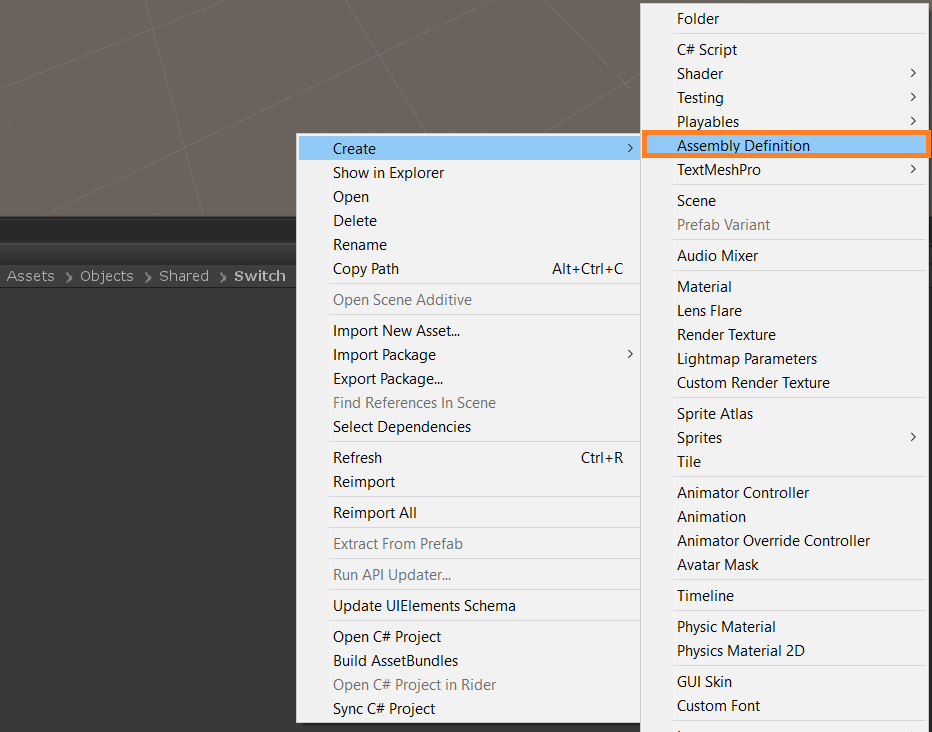 Assets > Objects > Shared > Switch
Create
Show in Explorer
Open
Delete
Rename
Copy Path Alt+Ctrl+C
Open Scene Additive
Import New Asset...
Import Package
Export Package...
Find References In Scene
Select Dependencies
Refresh Ctrl+R
Reimport
Reimport All
Extract From Prefab
Run API Updater...
Update UIElements Schema
Open C# Project
Build AssetBundles
Open C# Project in Rider
Sync C# Project
Folder
C# Script
Shader
Testing
Playables
Assembly Definition
TextMeshPro
Scene
Prefab Variant
Audio Mixer
Material
Lens Flare
Render Texture
Lightmap Parameters
Custom Render Texture
Sprite Atlas
Sprites
Tile
Animator Controller
Animation
Animator Override Controller
Avatar Mask
Timeline
Physic Material
Physics Material 2D
GUI Skin
Custom Font